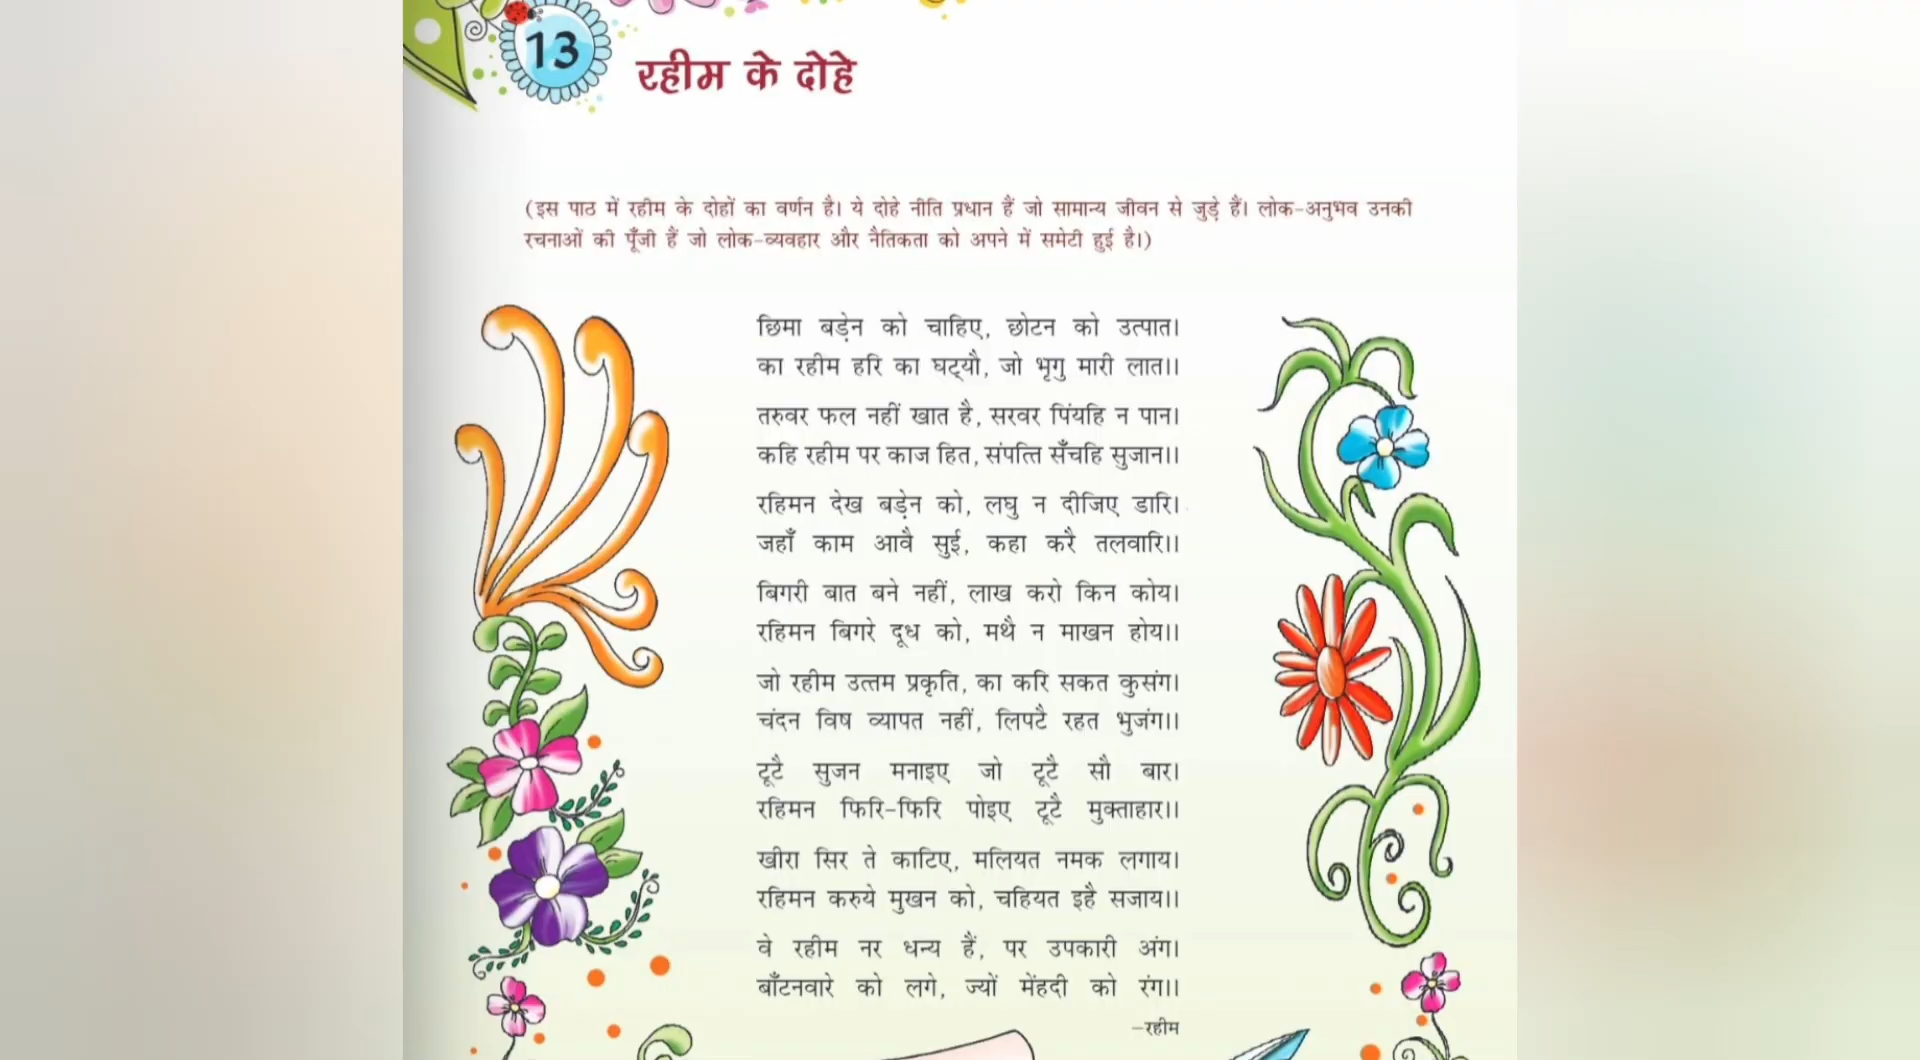 13
रहीम के दोहे
(इस पाठ में रहीम के दोहों का वर्णन है। ये दोहे नीति प्रधान हैं जो सामान्य जीवन से जुड़े हैं। लोक-अनुभव उनकी
रचनाओं की पूँजी हैं जो लोक-व्यवहार और नैतिकता को अपने में समेटी हुई है।)
छिमा बड़ेन को चाहिए, छोटन को उत्पात।
का रहीम हरि का घट्यौ, जो भृगु मारी लात।।
तरुवर फल नहीं खात है, सरवर पिंयहि न पान।
कहि रहीम पर काज हित, संपत्ति सँचहि सुजान।।
रहिमन देख बड़ेन को, लघु न दीजिए डारि।
जहाँ काम आवै सुई, कहा करै तलवारि।।
बिगरी बात बने नहीं, लाख करो किन कोय।
रहिमन बिगरे दूध को, मथै न माखन होय।।
जो रहीम उत्तम प्रकृति, का करि सकत कुसंग।
चंदन विष व्यापत नहीं, लिपटै रहत भुजंग।।
टूटै सुजन मनाइए जो टूटै सौ बार।
रहिमन फिरि-फिरि पोइए टूटै मुक्ताहार।।
खीरा सिर ते काटिए, मलियत नमक लगाय।
रहिमन करुये मुखन को, चहियत इहै सजाय।।
वे रहीम नर धन्य हैं, पर उपकारी अंग।
बाँटनवारे को लगे, ज्यों मेंहदी को रंग।।
-रहीम